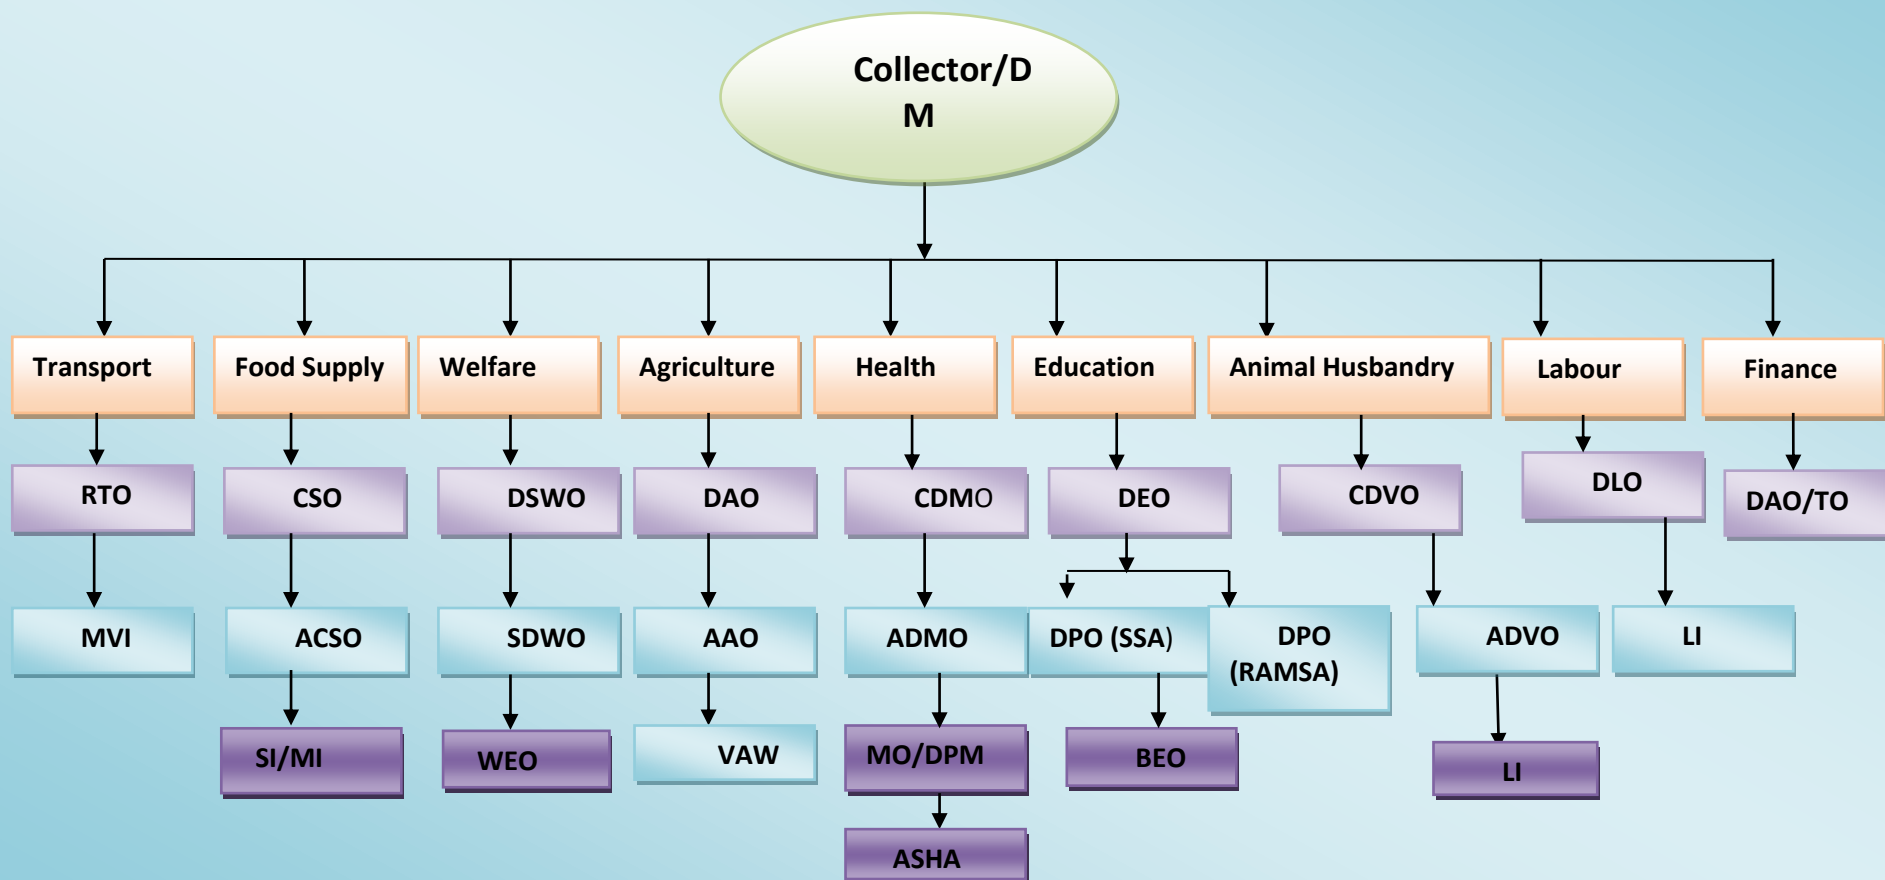 Collector/D
M
Transport
Food Supply
Welfare
Agriculture
Health
Education
Animal Husbandry
Labour
Finance
RTO
CSO
DSWO
DAO
CDMO
DEO
CDVO
DLO
DAO/TO
MVI
ACSO
SDWO
AAO
ADMO
DPO (SSA)
DPO
(RAMSA)
ADVO
LI
SI/MI
WEO
VAW
MO/DPM
BEO
LI
ASHA